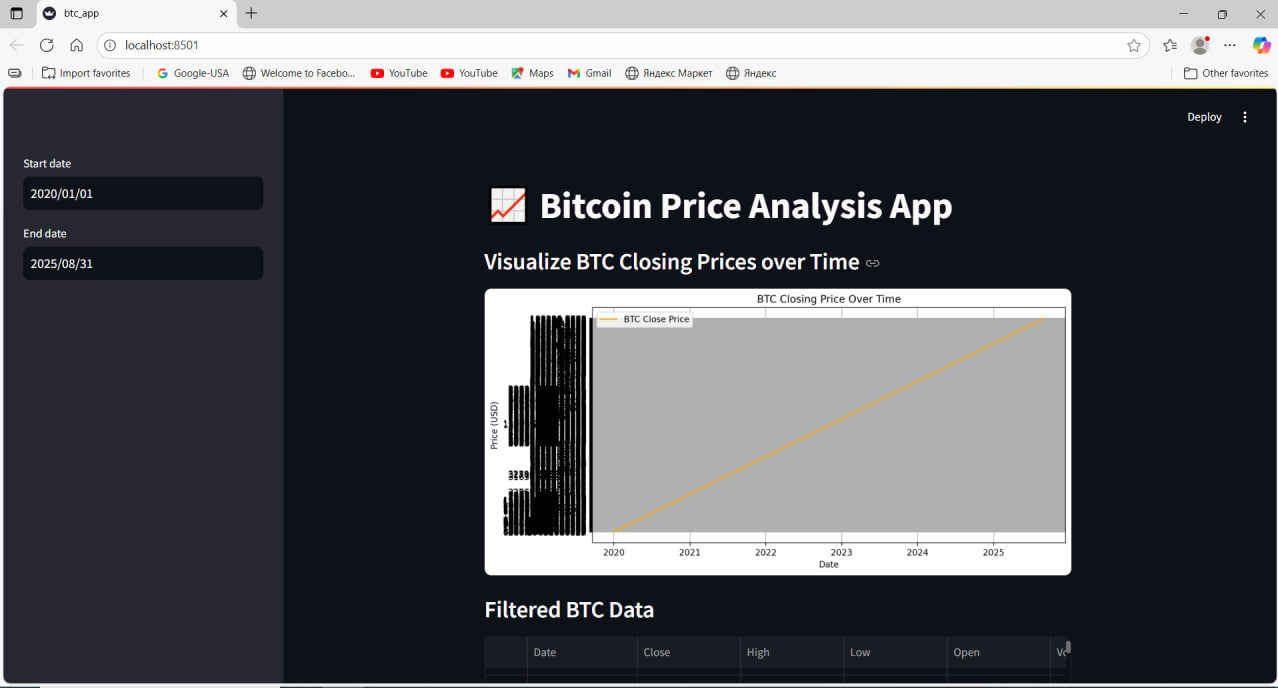 btc_app
localhost:8501
Import favorites
Google-USA
Welcome to Facebo...
YouTube
YouTube
Maps
Gmail
Яндекс Маркет
Яндекс
Other favorites
Deploy
Start date
2020/01/01
End date
2025/08/31
Bitcoin Price Analysis App
Visualize BTC Closing Prices over Time
BTC Closing Price Over Time
BTC Close Price
Price (USD)
2020 2021 2022 2023 2024 2025
Date
Filtered BTC Data
Date Close High Low Open